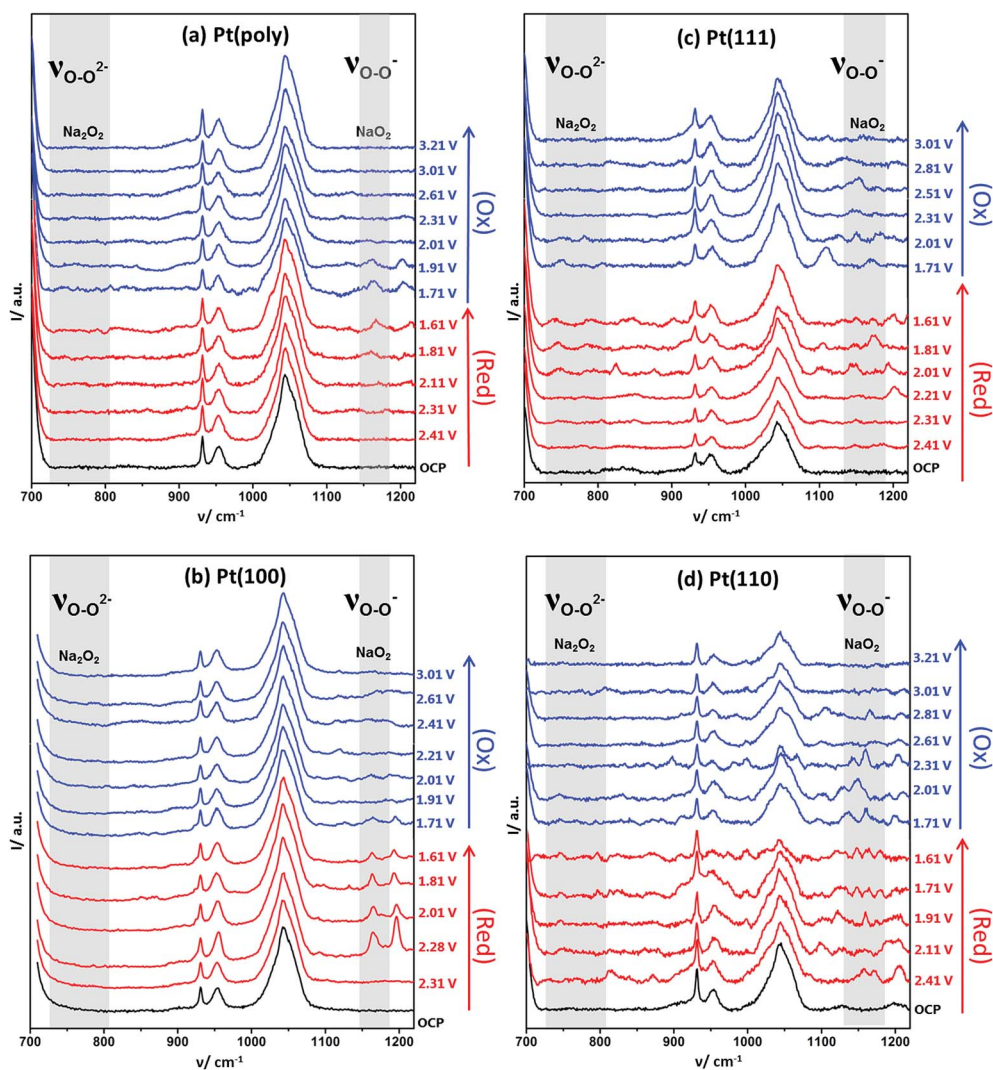 (a) Pt(poly)
νO-O2-
νO-O-
Na2O2
NaO2
3.21 V
3.01 V
2.61 V
2.31 V
2.01 V
1.91 V
1.71 V
(Ox)
1.61 V
1.81 V
2.11 V
2.31 V
2.41 V
OCP
(Red)
I/ a.u.
700
800
900
1000
1100
1200
ν/ cm-1
(c) Pt(111)
νO-O2-
νO-O-
Na2O2
NaO2
3.01 V
2.81 V
2.51 V
2.31 V
2.01 V
1.71 V
(Ox)
1.61 V
1.81 V
2.01 V
2.21 V
2.31 V
2.41 V
OCP
(Red)
I/ a.u.
700
800
900
1000
1100
1200
ν/ cm-1
(b) Pt(100)
νO-O2-
νO-O-
Na2O2
NaO2
3.01 V
2.61 V
2.41 V
2.21 V
2.01 V
1.91 V
1.71 V
(Ox)
1.61 V
1.81 V
2.01 V
2.28 V
2.31 V
OCP
(Red)
I/ a.u.
700
800
900
1000
1100
1200
ν/ cm-1
(d) Pt(110)
νO-O2-
νO-O-
Na2O2
NaO2
3.21 V
3.01 V
2.81 V
2.61 V
2.31 V
2.01 V
1.71 V
(Ox)
1.61 V
1.71 V
1.91 V
2.11 V
2.41 V
OCP
(Red)
I/ a.u.
700
800
900
1000
1100
1200
ν/ cm-1